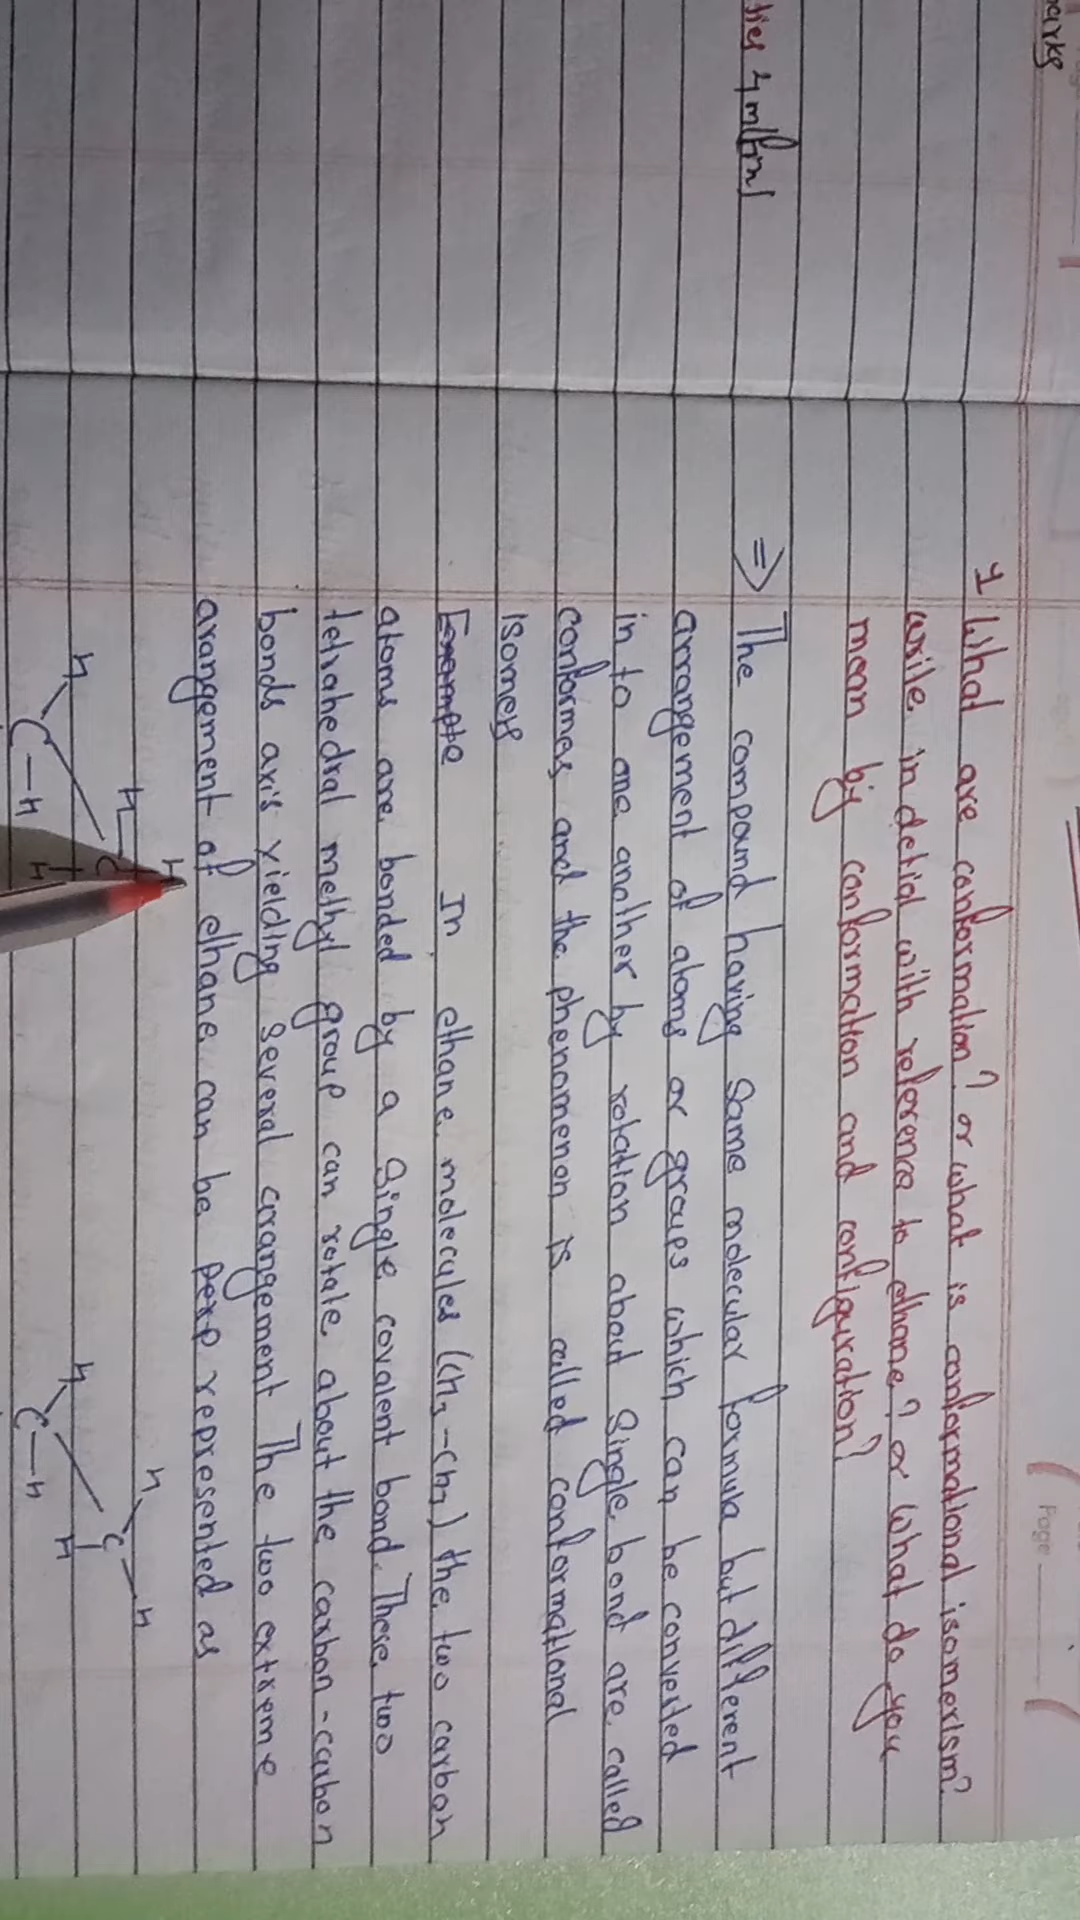 arks
Page
1 What are conformation? or what is conformational isomerism?
write in detial with reference to ethane? or what do you
mean by conformation and configuration?
=> The compound having same molecular formula but different
arrangement of atoms or groups which can be converted
in to one another by rotation about single bond are called
conformers and the phenomenon is called conformational
isomers
Example In ethane molecules (CH3-CH3) the two carbon
atoms are bonded by a single covalent bond. These two
tetrahedral methyl group can rotate about the carbon-carbon
bonds axis yielding several arrangement The two extreme
arangement of ethane can be perp represented as
H H
H H
C C
H C-H
H C-H H